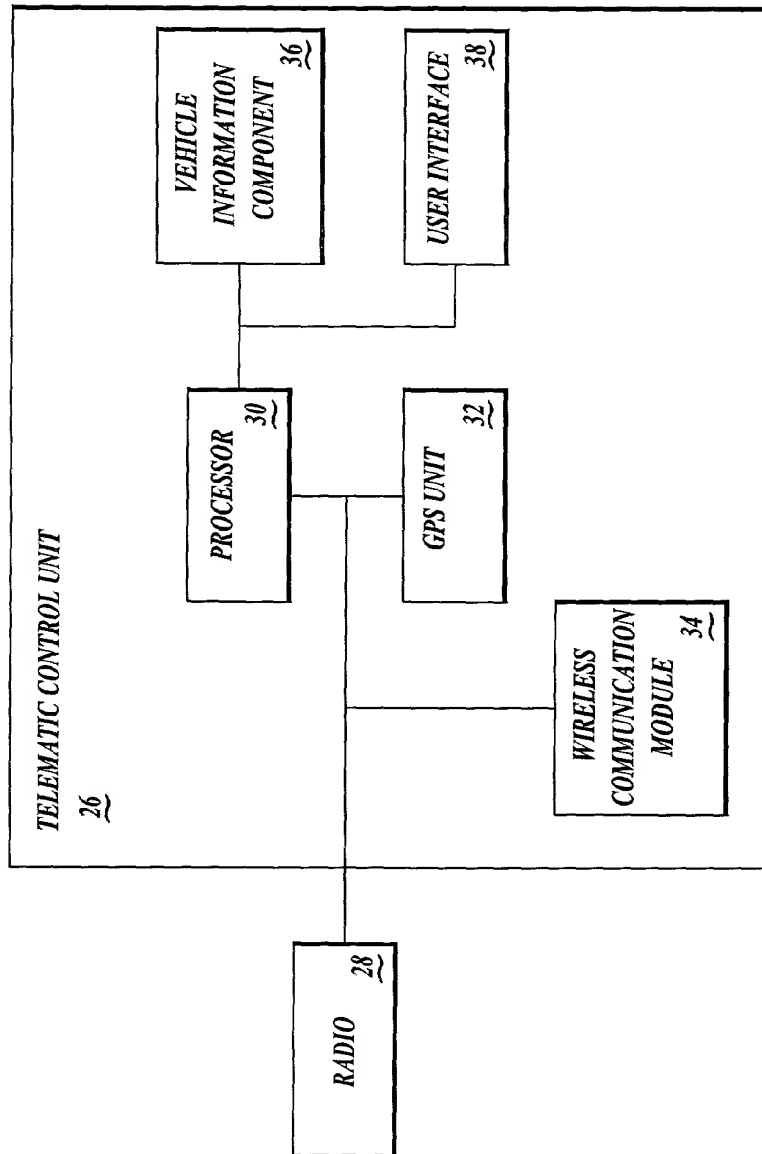 TELEMATIC CONTROL UNIT
26
VEHICLE
INFORMATION
COMPONENT
36
PROCESSOR
30
USER INTERFACE
38
GPS UNIT
32
RADIO
28
WIRELESS
COMMUNICATION
MODULE
34